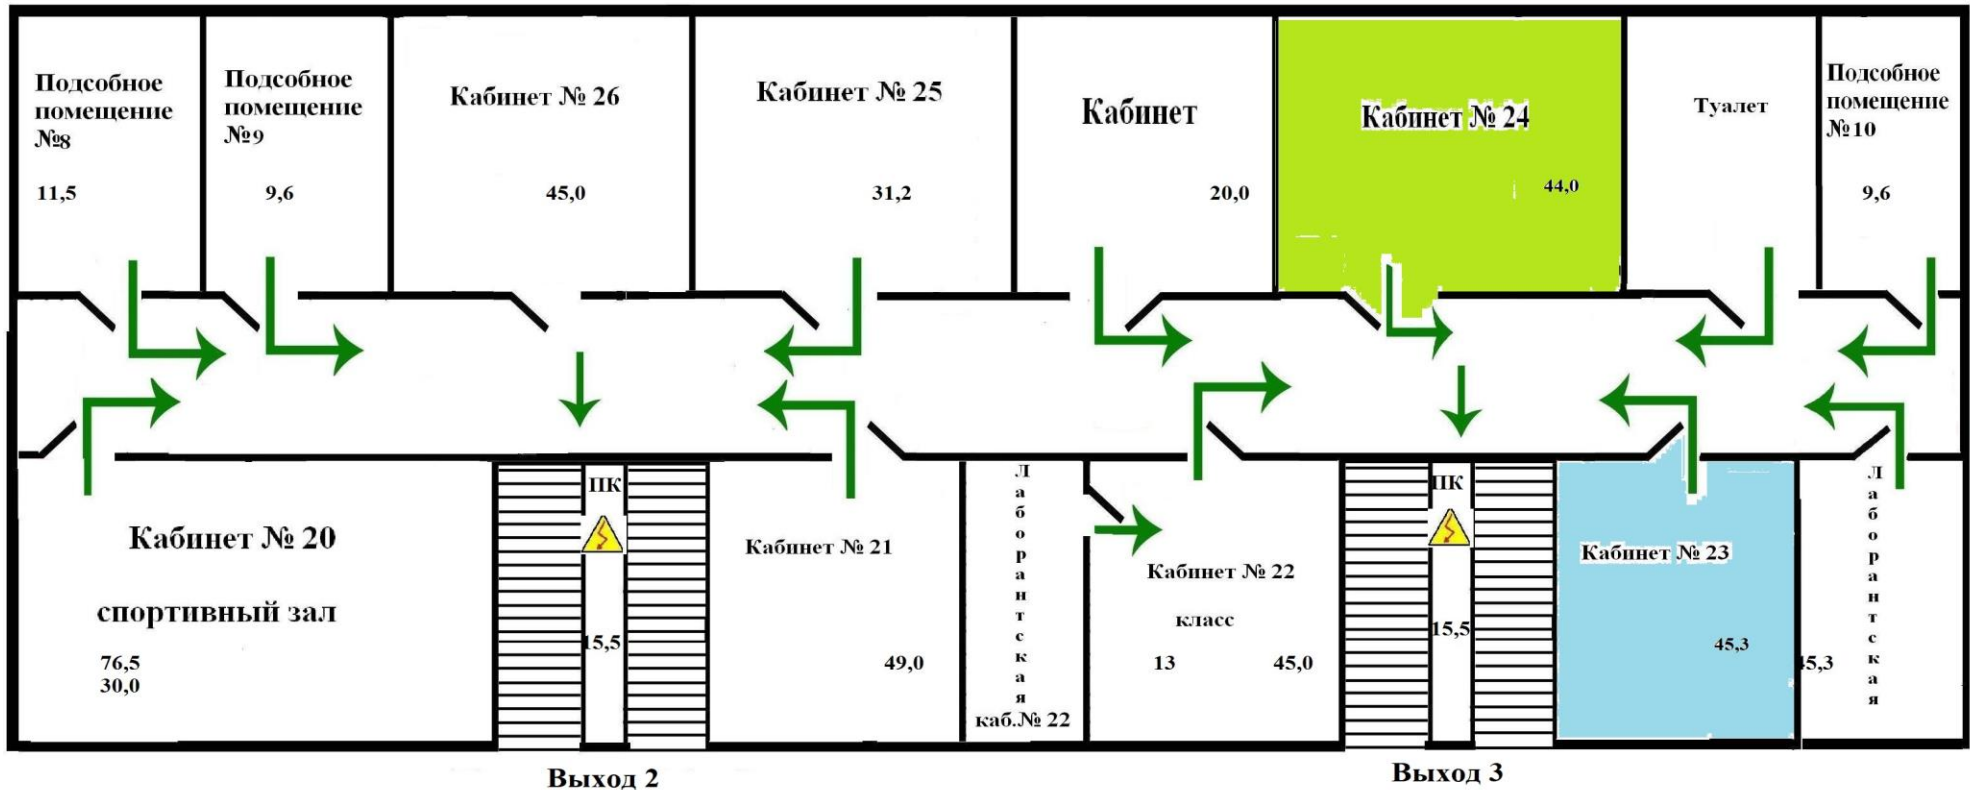 Подсобное
помещение
№8
11,5
Подсобное
помещение
№9
9,6
Кабинет № 26
45,0
Кабинет № 25
31,2
Кабинет
20,0
Кабинет № 24
44,0
Туалет
Подсобное
помещение
№10
9,6
Кабинет № 20
спортивный зал
76,5
30,0
ПК
15,5
Кабинет № 21
49,0
Лаборантская
каб.№ 22
Кабинет № 22
класс
13
45,0
ПК
15,5
Кабинет № 23
45,3
45,3
Лаборантская
Выход 2
Выход 3